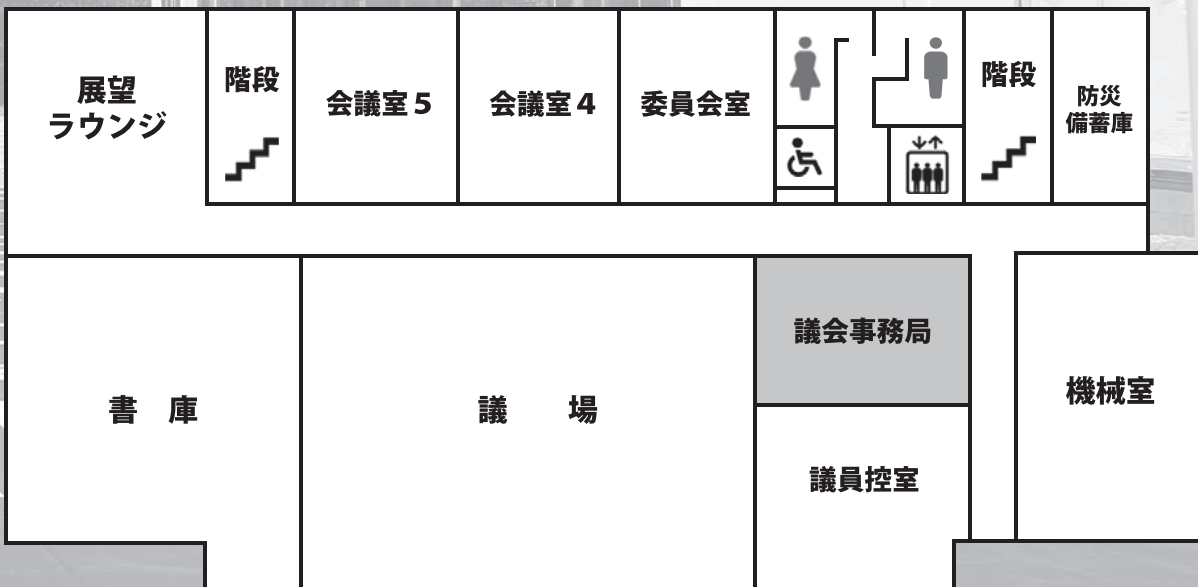 展望
ラウンジ
階段
会議室5
会議室4
委員会室
階段
防災
備蓄庫
書　庫
議　　場
議会事務局
議員控室
機械室